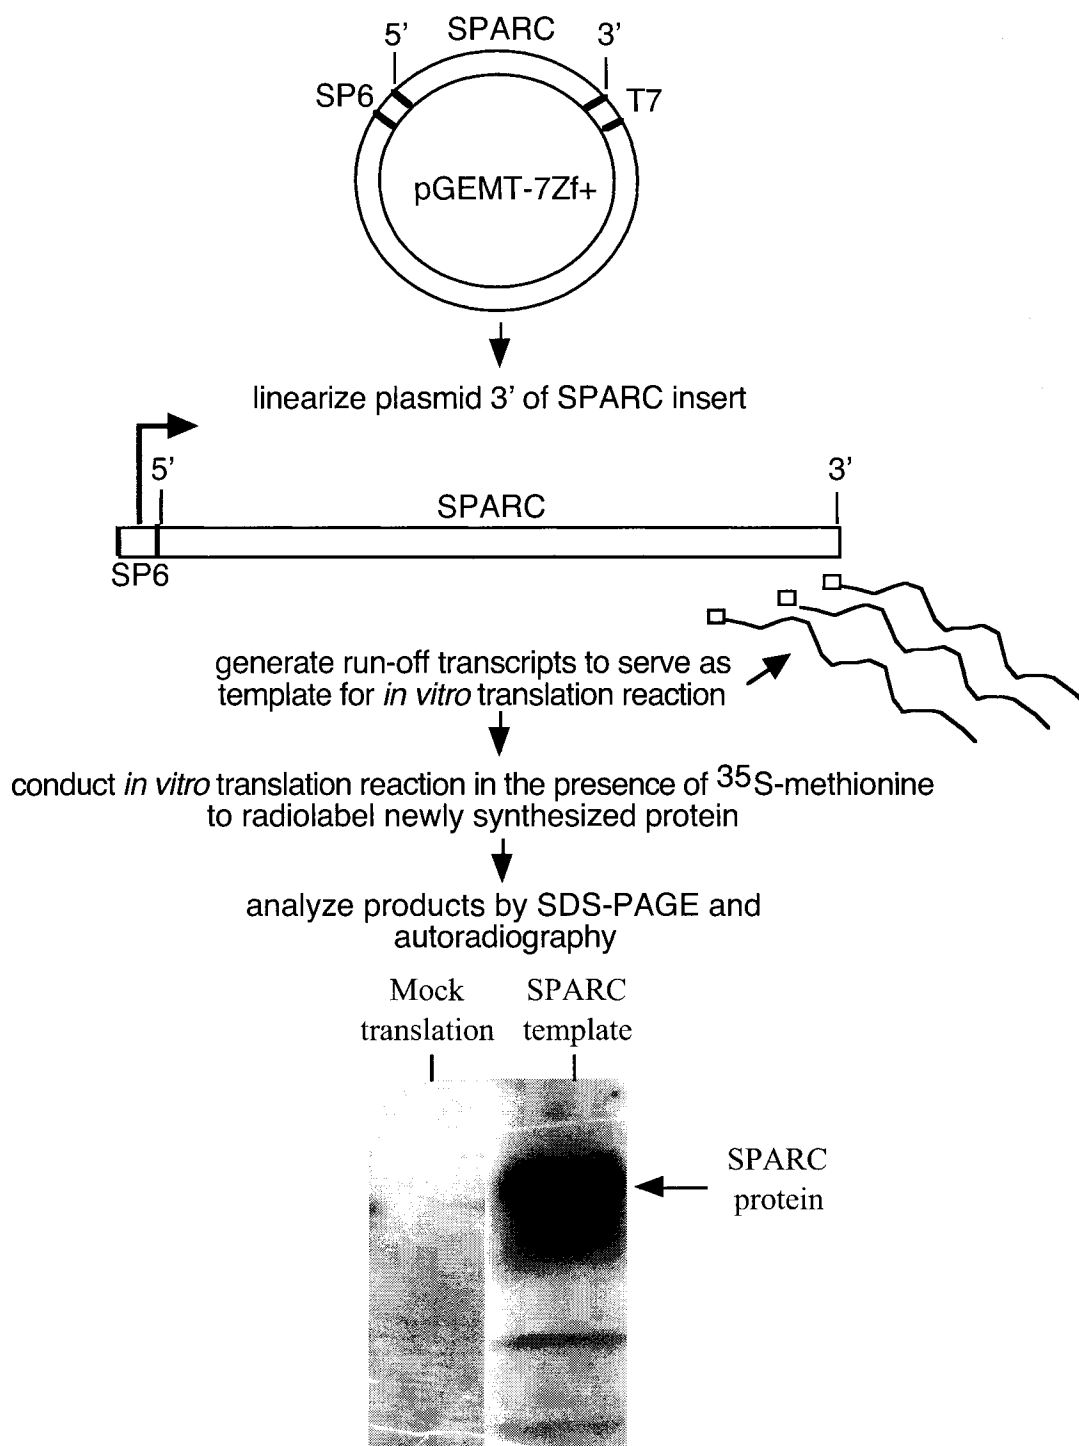 5' SPARC 3'
SP6 T7
pGEMT-7Zf+
linearize plasmid 3' of SPARC insert
5' 3'
SPARC
SP6
generate run-off transcripts to serve as
template for in vitro translation reaction
conduct in vitro translation reaction in the presence of 35S-methionine
to radiolabel newly synthesized protein
analyze products by SDS-PAGE and
autoradiography
Mock SPARC
translation template
SPARC
protein